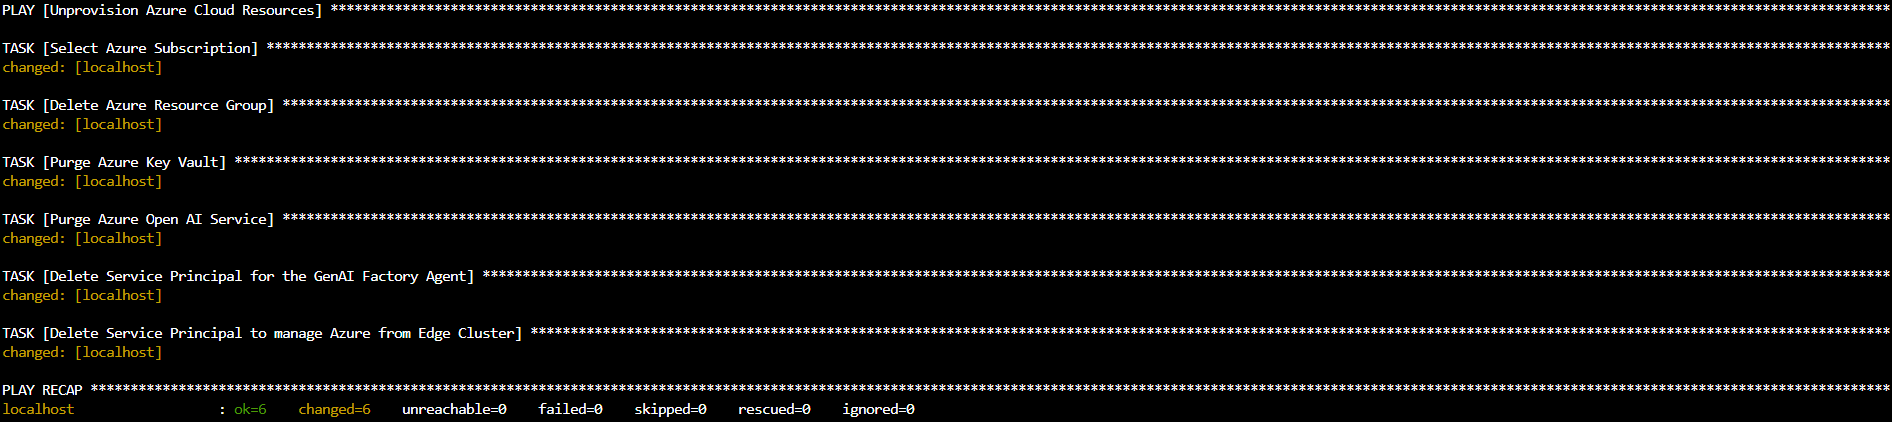 PLAY [Unprovision Azure Cloud Resources] ***********************************************************************************************************************************************************************************************
TASK [Select Azure Subscription] *******************************************************************************************************************************************************************************************************
changed: [localhost]
TASK [Delete Azure Resource Group] *****************************************************************************************************************************************************************************************************
changed: [localhost]
TASK [Purge Azure Key Vault] ***********************************************************************************************************************************************************************************************************
changed: [localhost]
TASK [Purge Azure Open AI Service] *****************************************************************************************************************************************************************************************************
changed: [localhost]
TASK [Delete Service Principal for the GenAI Factory Agent] ****************************************************************************************************************************************************************************
changed: [localhost]
TASK [Delete Service Principal to manage Azure from Edge Cluster] **********************************************************************************************************************************************************************
changed: [localhost]
PLAY RECAP *****************************************************************************************************************************************************************************************************************************
localhost                  : ok=6    changed=6    unreachable=0    failed=0    skipped=0    rescued=0    ignored=0